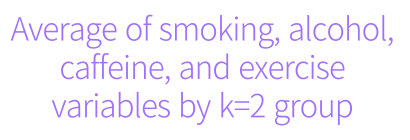 Average of smoking, alcohol,
caffeine, and exercise
variables by k=2 group